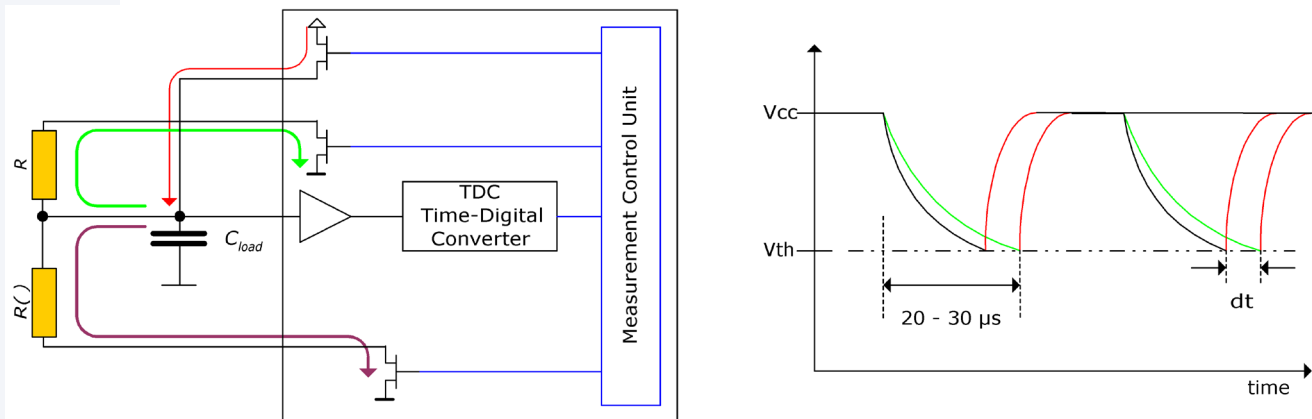 R
R()
C_load
TDC
Time-Digital
Converter
Measurement Control Unit
Vcc
Vth
20 - 30 µs
dt
time